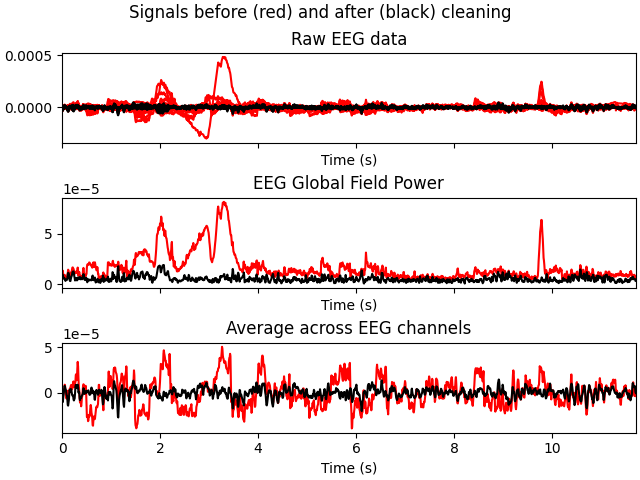 Signals before (red) and after (black) cleaning
Raw EEG data
0.0005
0.0000
Time (s)
EEG Global Field Power
1e−5
5
0
Time (s)
Average across EEG channels
1e−5
5
0
0 2 4 6 8 10
Time (s)